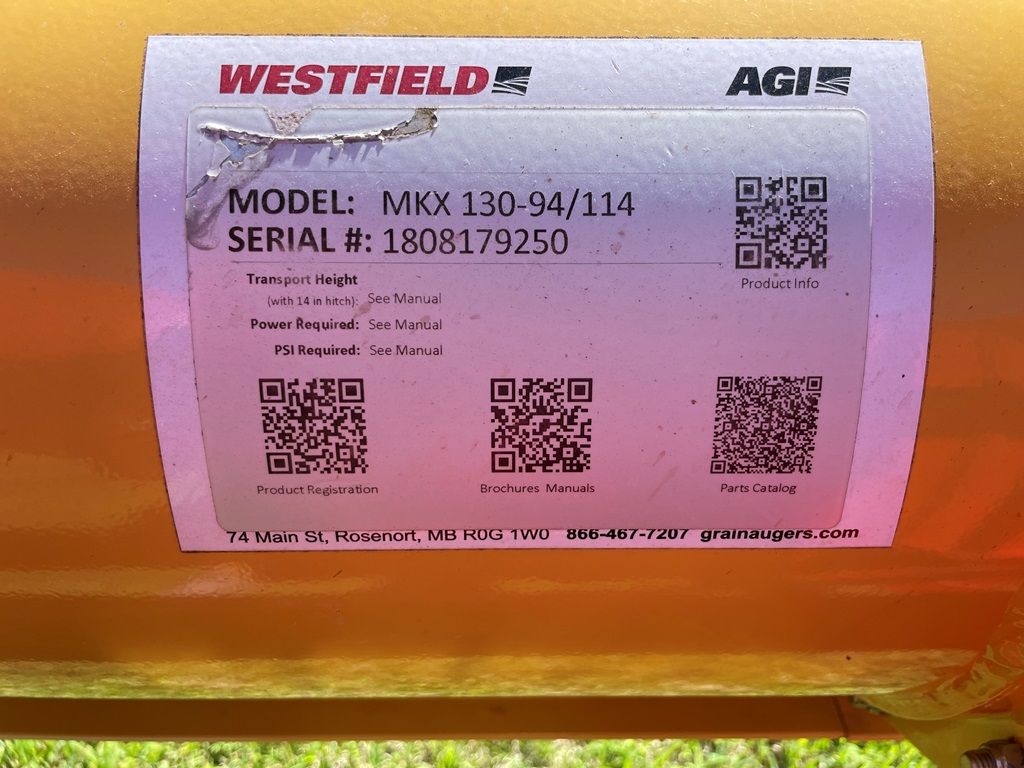 WESTFIELD AGI
MODEL: MKX 130-94/114
SERIAL #: 1808179250
Product Info
Transport Height
(with 14 in hitch): See Manual
Power Required: See Manual
PSI Required: See Manual
Product Registration Brochures Manuals Parts Catalog
74 Main St, Rosenort, MB R0G 1W0 866-467-7207 grainaugers.com